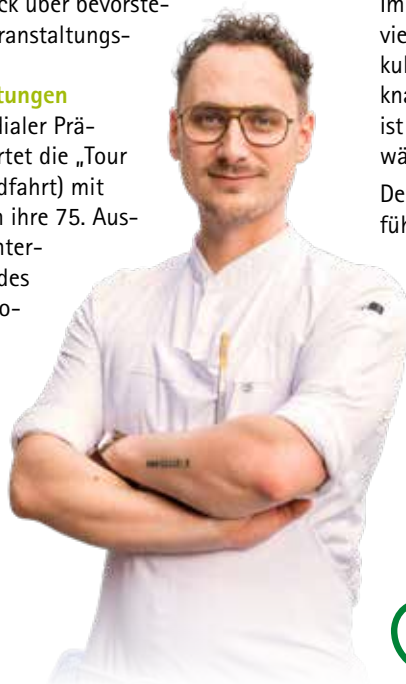 ck über bevorste-
ranstaltungs-
tungen
dialer Prä-
rtet die „Tour
dfahrt) mit
n ihre 75. Aus-
nter-
des
o-
im
vie
kul
kna
ist
wä
De
füh